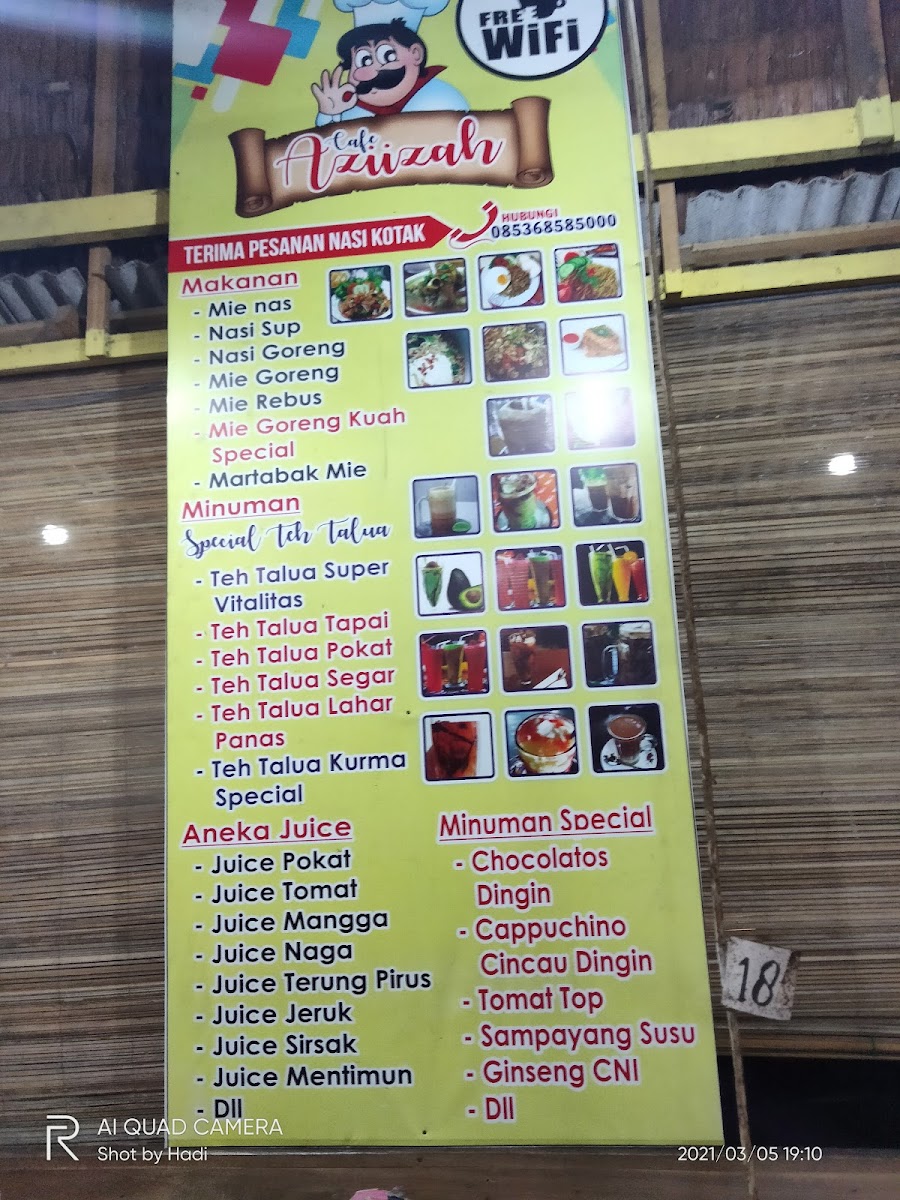 FREE
WiFi
Cafe
Azüzah
TERIMA PESANAN NASI KOTAK
HUBUNGI
085368585000
Makanan
- Mie nas
- Nasi Sup
- Nasi Goreng
- Mie Goreng
- Mie Rebus
- Mie Goreng Kuah
Special
- Martabak Mie
Minuman
Special Teh Talua
- Teh Talua Super
Vitalitas
- Teh Talua Tapai
- Teh Talua Pokat
- Teh Talua Segar
- Teh Talua Lahar
Panas
- Teh Talua Kurma
Special
Aneka Juice
- Juice Pokat
- Juice Tomat
- Juice Mangga
- Juice Naga
- Juice Terung Pirus
- Juice Jeruk
- Juice Sirsak
- Juice Mentimun
- Dll
Minuman Special
- Chocolatos
Dingin
- Cappuchino
Cincau Dingin
- Tomat Top
- Sampayang Susu
- Ginseng CNI
- Dll
18
R
AI QUAD CAMERA
Shot by Hadi
2021/03/05 19:10